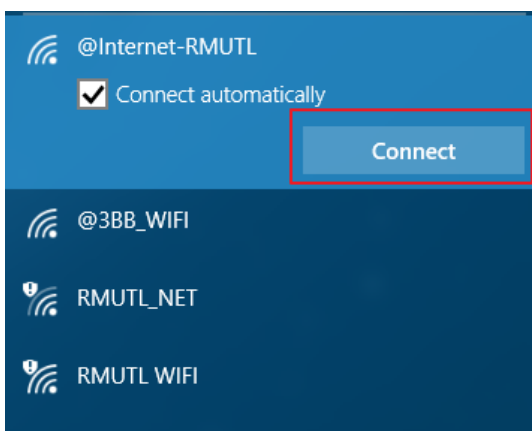 @Internet-RMUTL
Connect automatically
Connect
@3BB_WIFI
RMUTL_NET
RMUTL WIFI